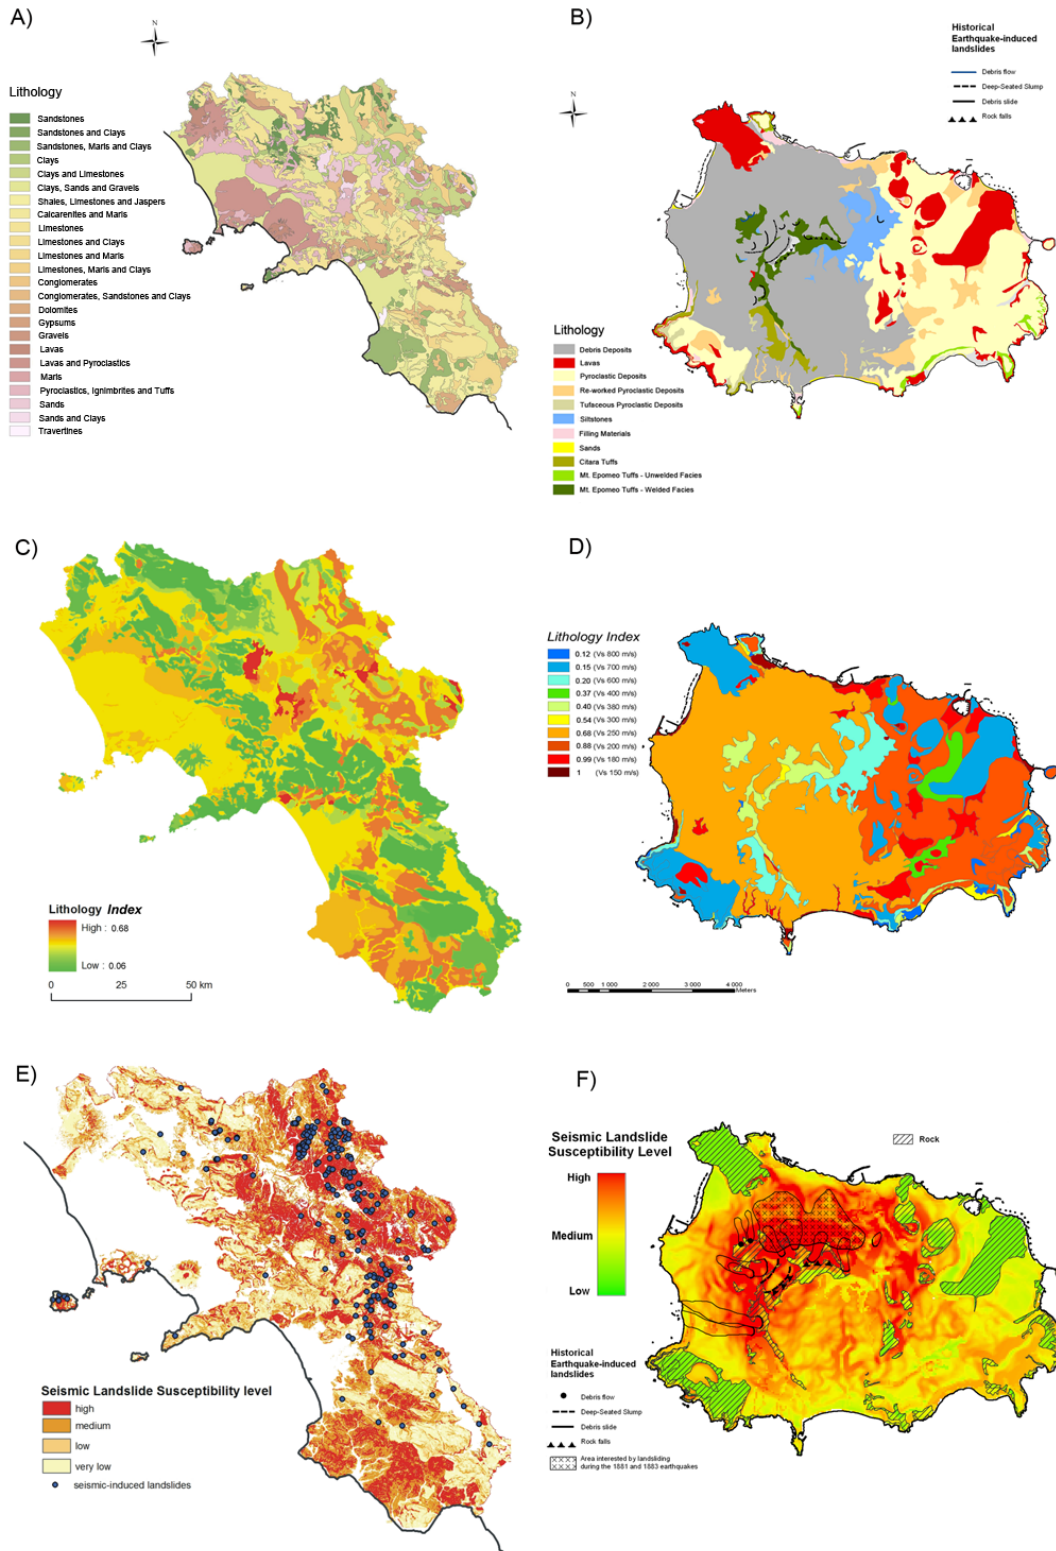 A)
N
Lithology
Sandstones
Sandstones and Clays
Sandstones, Marls and Clays
Clays
Clays and Limestones
Clays, Sands and Gravels
Shales, Limestones and Jaspers
Calcarenites and Marls
Limestones
Limestones and Clays
Limestones and Marls
Limestones, Marls and Clays
Conglomerates
Conglomerates, Sandstones and Clays
Dolomites
Gypsums
Gravels
Lavas
Lavas and Pyroclastics
Marls
Pyroclastics, Ignimbrites and Tuffs
Sands
Sands and Clays
Travertines
B)
N
Historical
Earthquake-induced
landslides
Debris flow
Deep-Seated Slump
Debris slide
Rock falls
Lithology
Debris Deposits
Lavas
Pyroclastic Deposits
Re-worked Pyroclastic Deposits
Tufaceous Pyroclastic Deposits
Siltstones
Filling Materials
Sands
Citara Tuffs
Mt. Epomeo Tuffs - Unwelded Facies
Mt. Epomeo Tuffs - Welded Facies
C)
Lithology Index
High : 0.68
Low : 0.06
0 25 50 km
D)
Lithology Index
0.12 (Vs 800 m/s)
0.15 (Vs 700 m/s)
0.20 (Vs 600 m/s)
0.37 (Vs 400 m/s)
0.40 (Vs 380 m/s)
0.54 (Vs 300 m/s)
0.68 (Vs 250 m/s)
0.88 (Vs 200 m/s)
0.99 (Vs 180 m/s)
1 (Vs 150 m/s)
0 500 1 000 2 000 3 000 4 000
Meters
E)
Seismic Landslide Susceptibility level
high
medium
low
very low
seismic-induced landslides
F)
Seismic Landslide
Susceptibility Level
High
Medium
Low
Rock
Historical
Earthquake-induced
landslides
Debris flow
Deep-Seated Slump
Debris slide
Rock falls
Area interested by landsliding
during the 1881 and 1883 earthquakes